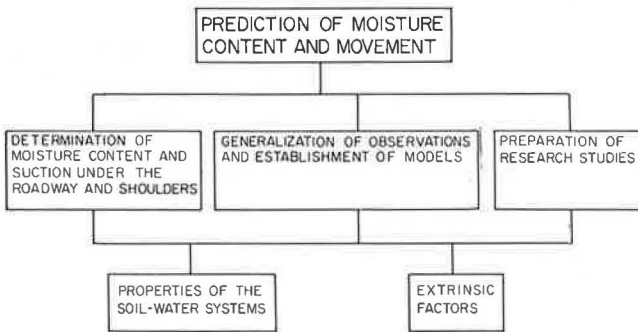 PREDICTION OF MOISTURE
CONTENT AND MOVEMENT
DETERMINATION OF
MOISTURE CONTENT AND
SUCTION UNDER THE
ROADWAY AND SHOULDERS
GENERALIZATION OF OBSERVATIONS
AND ESTABLISHMENT OF MODELS
PREPARATION OF
RESEARCH STUDIES
PROPERTIES OF THE
SOIL-WATER SYSTEMS
EXTRINSIC
FACTORS